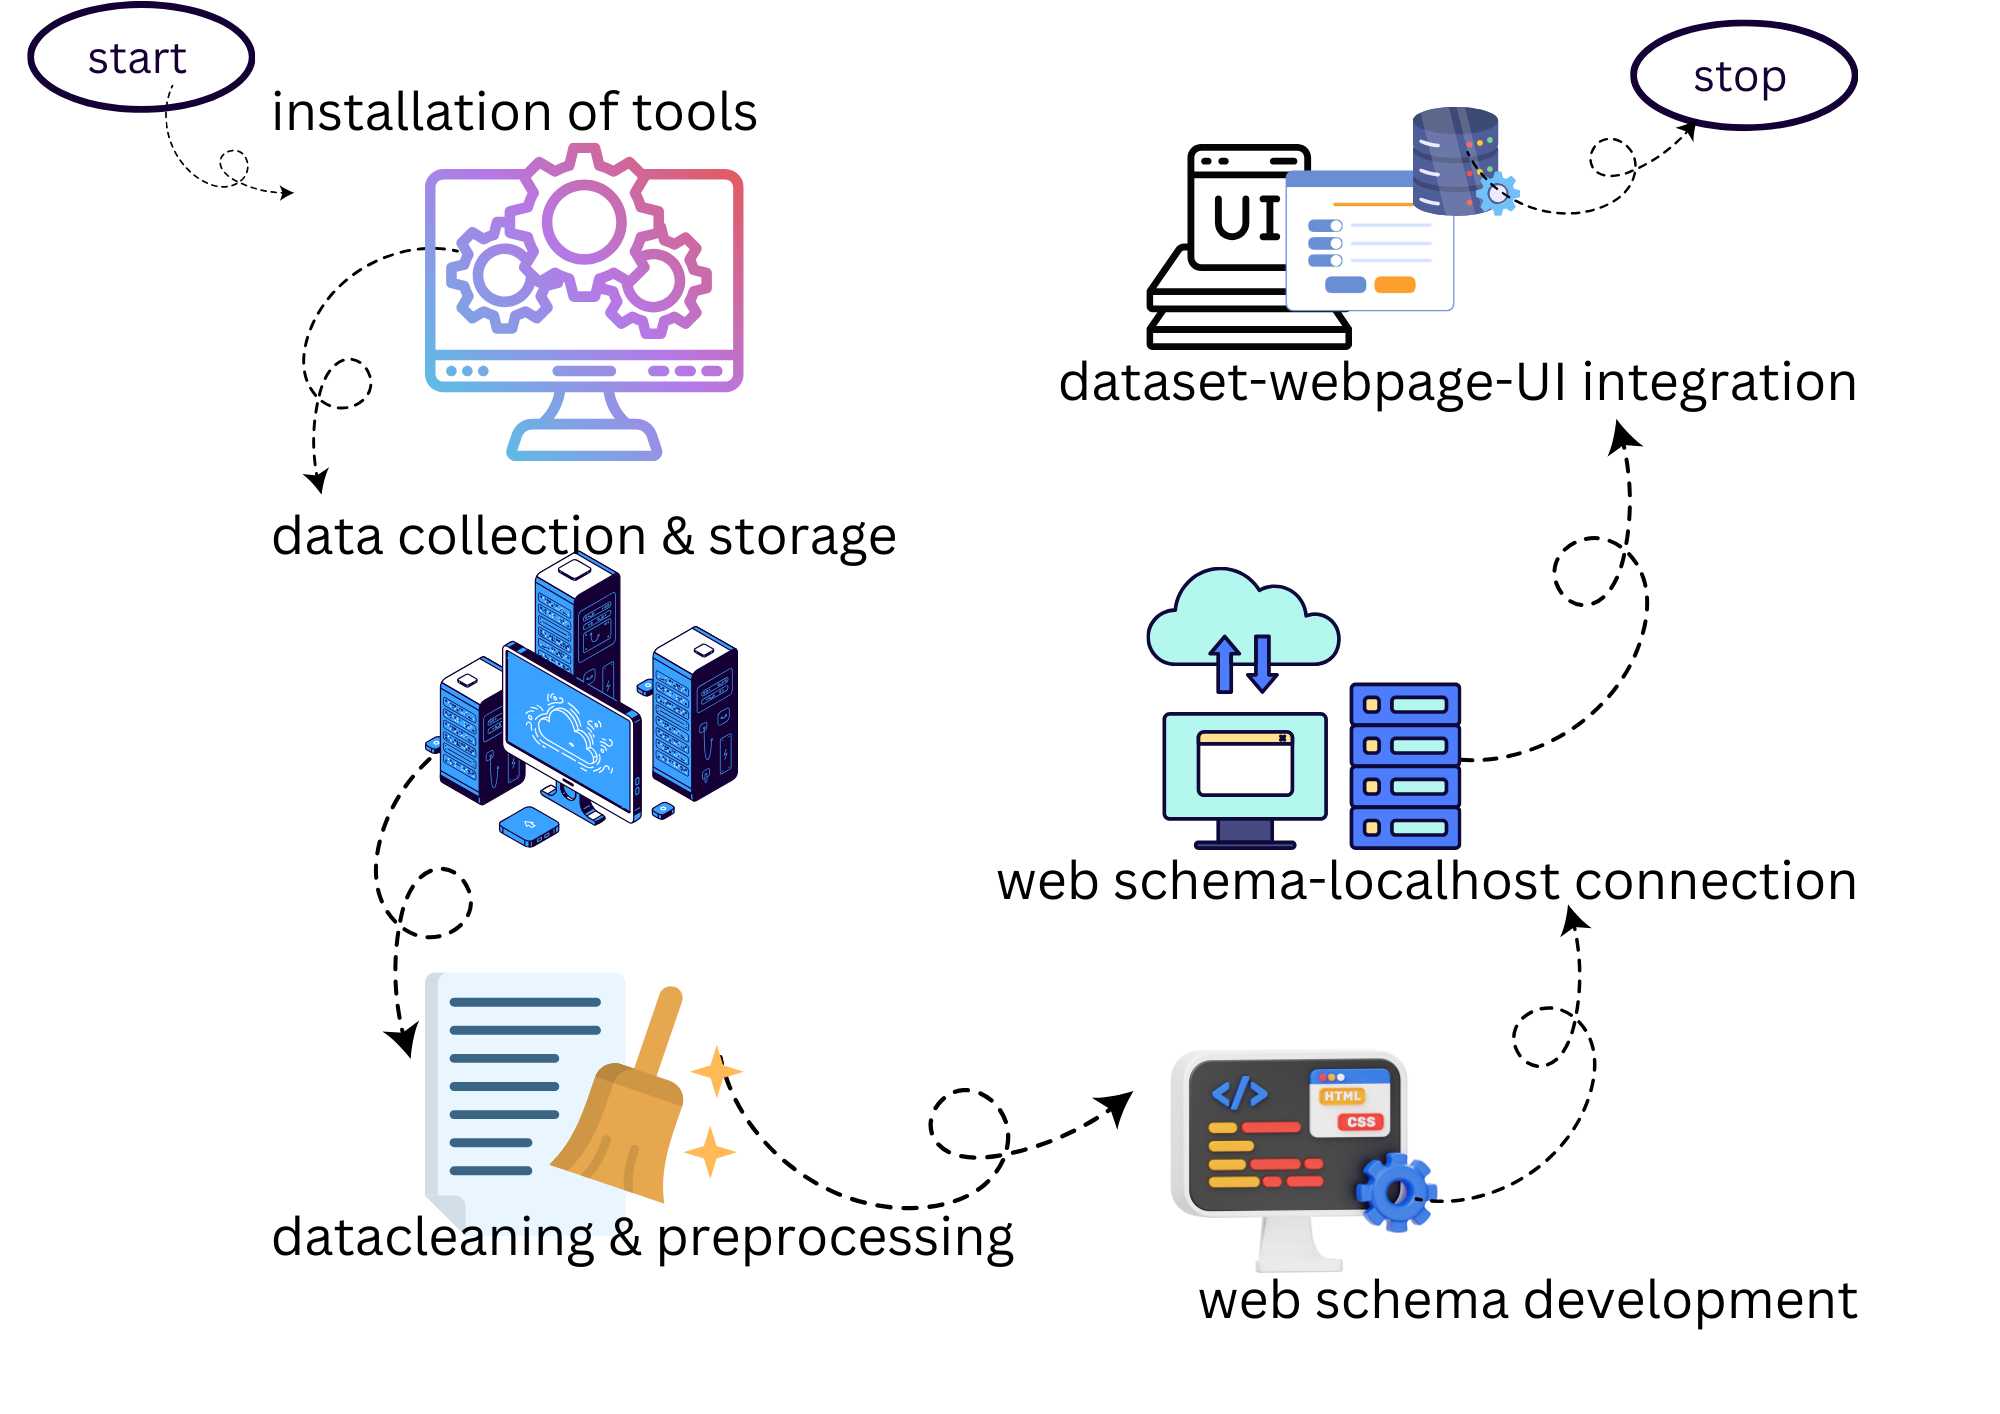 start
installation of tools
data collection & storage
datacleaning & preprocessing
</>
HTML
CSS
web schema development
web schema-localhost connection
UI
dataset-webpage-UI integration
stop